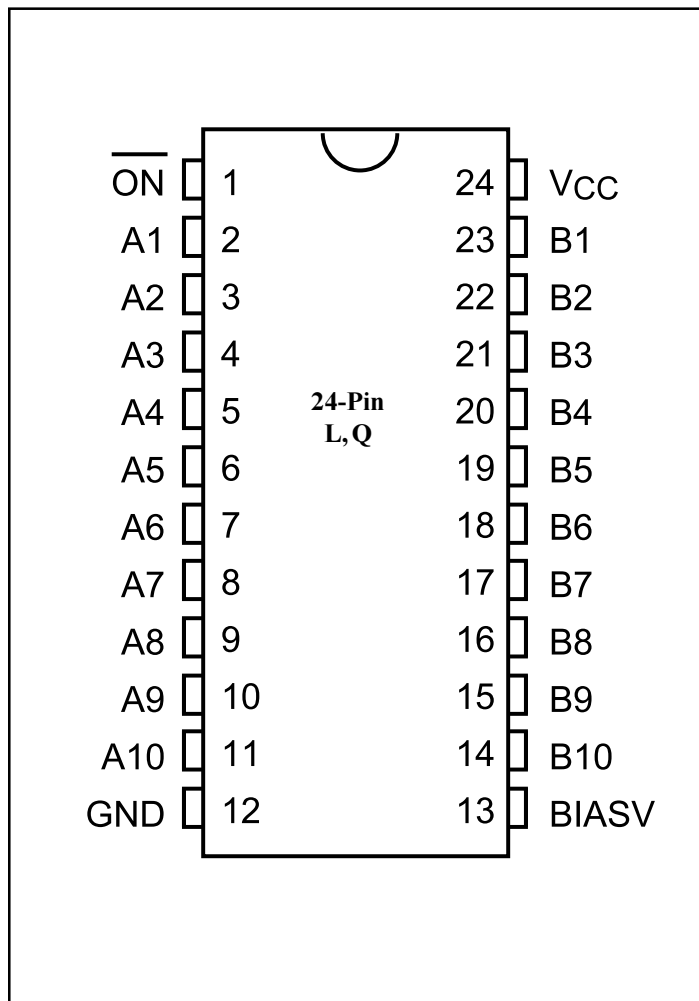 O̅N̅ 1 24 VCC
A1 2 23 B1
A2 3 22 B2
A3 4 21 B3
A4 5 20 B4
24-Pin
L, Q
A5 6 19 B5
A6 7 18 B6
A7 8 17 B7
A8 9 16 B8
A9 10 15 B9
A10 11 14 B10
GND 12 13 BIASV